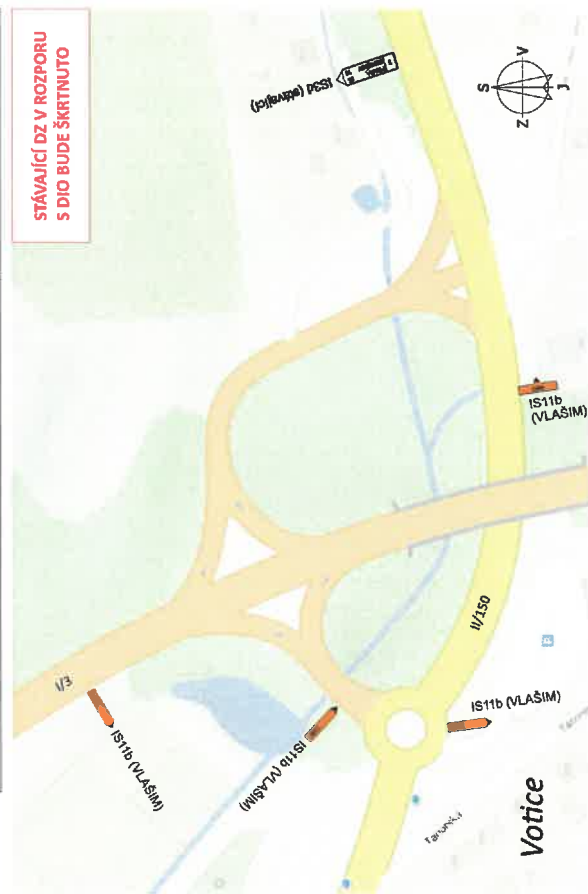 STÁVAJÍCÍ DZ V ROZPORU
S DIO BUDE ŠKRTNUTO
IS3d (stávající)
S
Z
V
J
I/3
IS11b (VLAŠIM)
IS11b (VLAŠIM)
IS11b
(VLAŠIM)
II/150
P
IS11b (VLAŠIM)
Votice